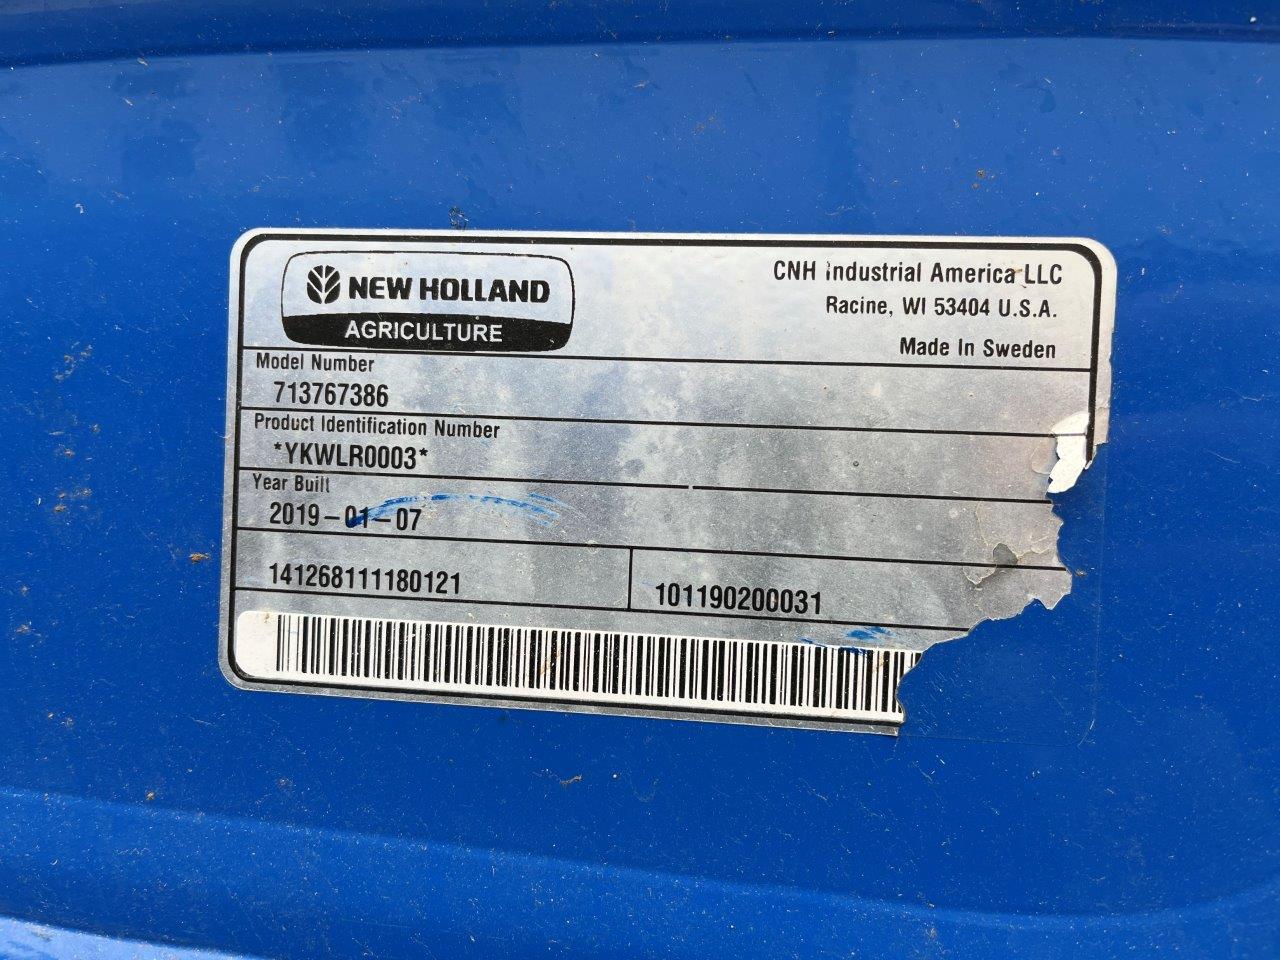 NEW HOLLAND
AGRICULTURE
CNH Industrial America LLC
Racine, WI 53404 U.S.A.
Made In Sweden
Model Number
713767386
Product Identification Number
*YKWLR0003*
Year Built
2019-01-07
141268111180121
101190200031